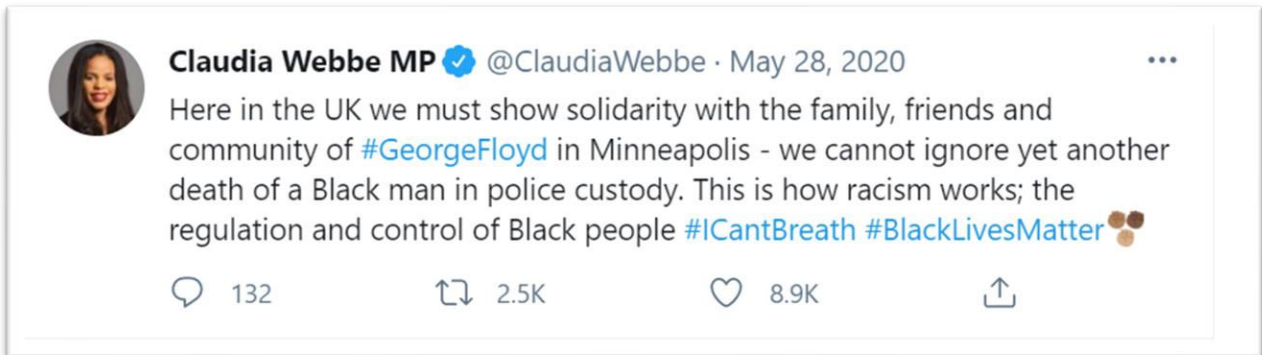 Claudia Webbe MP @ClaudiaWebbe · May 28, 2020 ...
Here in the UK we must show solidarity with the family, friends and
community of #GeorgeFloyd in Minneapolis - we cannot ignore yet another
death of a Black man in police custody. This is how racism works; the
regulation and control of Black people #ICantBreath #BlackLivesMatter
132 2.5K 8.9K